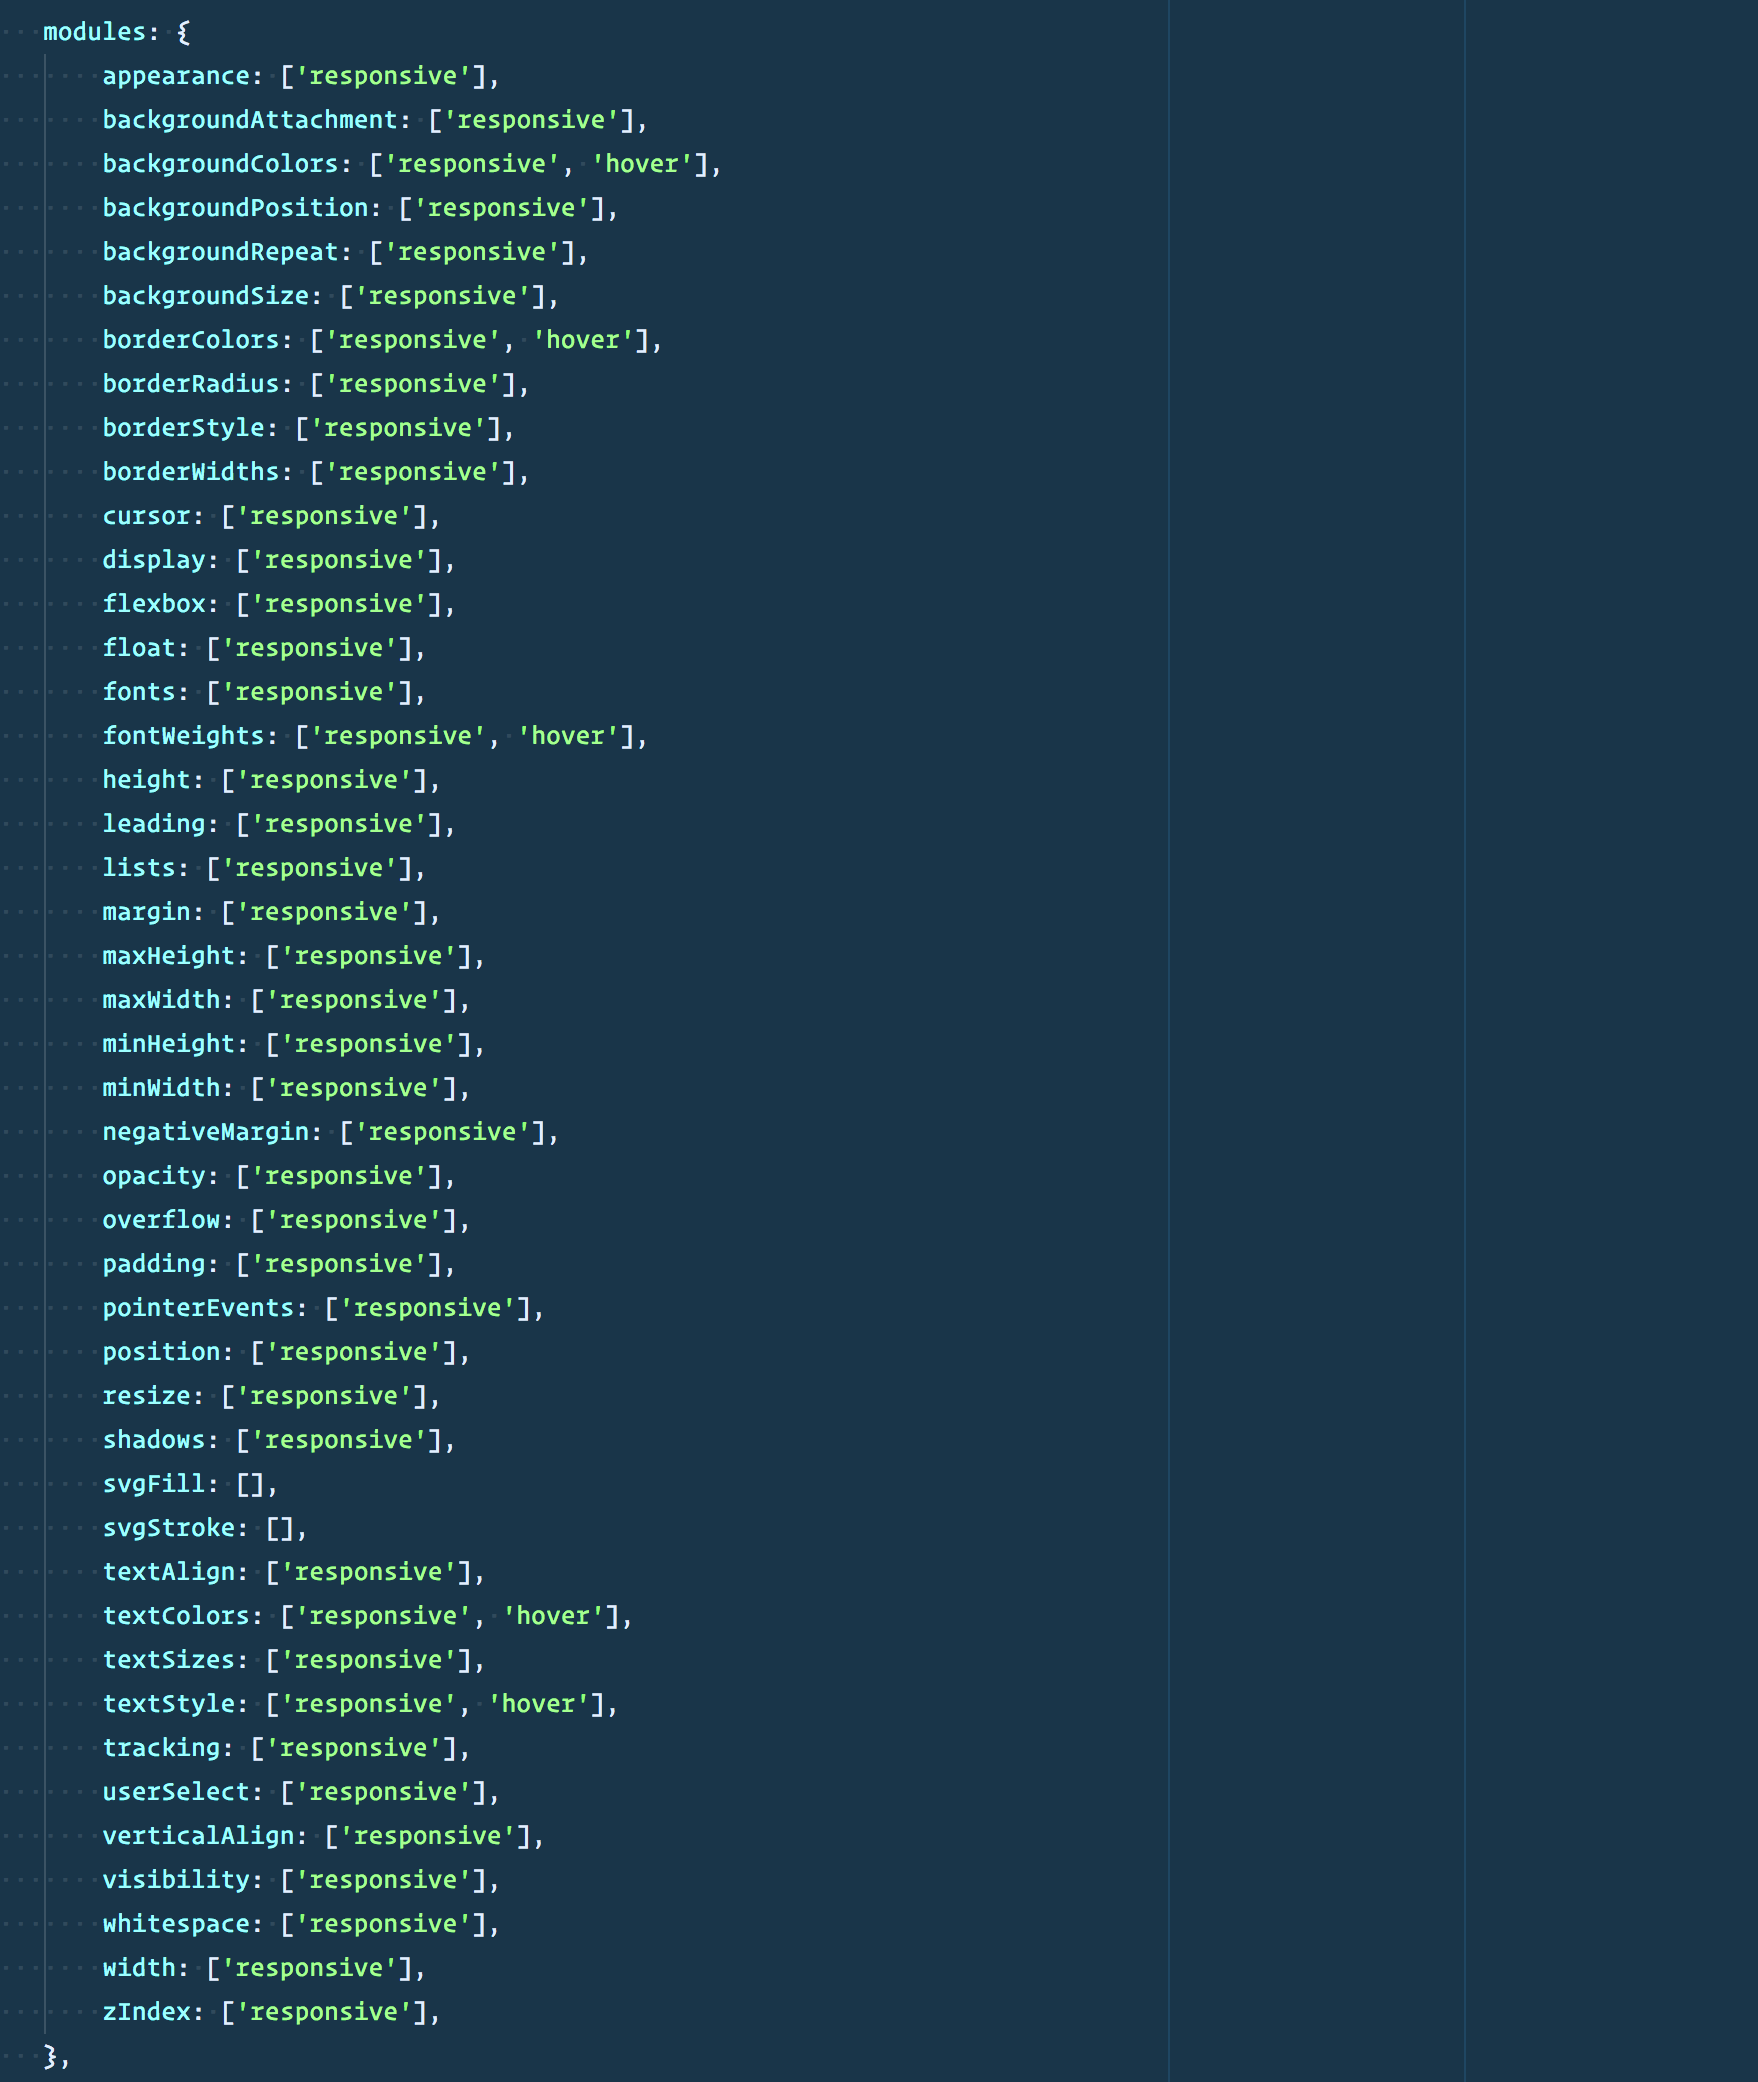 modules: {
appearance: ['responsive'],
backgroundAttachment: ['responsive'],
backgroundColors: ['responsive', 'hover'],
backgroundPosition: ['responsive'],
backgroundRepeat: ['responsive'],
backgroundSize: ['responsive'],
borderColors: ['responsive', 'hover'],
borderRadius: ['responsive'],
borderStyle: ['responsive'],
borderWidths: ['responsive'],
cursor: ['responsive'],
display: ['responsive'],
flexbox: ['responsive'],
float: ['responsive'],
fonts: ['responsive'],
fontWeights: ['responsive', 'hover'],
height: ['responsive'],
leading: ['responsive'],
lists: ['responsive'],
margin: ['responsive'],
maxHeight: ['responsive'],
maxWidth: ['responsive'],
minHeight: ['responsive'],
minWidth: ['responsive'],
negativeMargin: ['responsive'],
opacity: ['responsive'],
overflow: ['responsive'],
padding: ['responsive'],
pointerEvents: ['responsive'],
position: ['responsive'],
resize: ['responsive'],
shadows: ['responsive'],
svgFill: [],
svgStroke: [],
textAlign: ['responsive'],
textColors: ['responsive', 'hover'],
textSizes: ['responsive'],
textStyle: ['responsive', 'hover'],
tracking: ['responsive'],
userSelect: ['responsive'],
verticalAlign: ['responsive'],
visibility: ['responsive'],
whitespace: ['responsive'],
width: ['responsive'],
zIndex: ['responsive'],
},